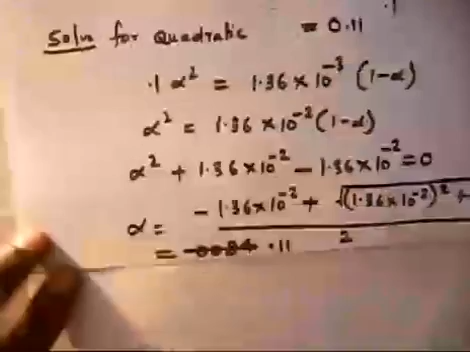 .1
Solve for Quadratic = 0.11
.1 α² = 1.36 × 10⁻³ (1-α)
α² = 1.36 × 10⁻² (1-α)
α² + 1.36 × 10⁻² - 1.36 × 10⁻² = 0
α = - 1.36 × 10⁻² + √(1.36 × 10⁻²)² +
2
= .11